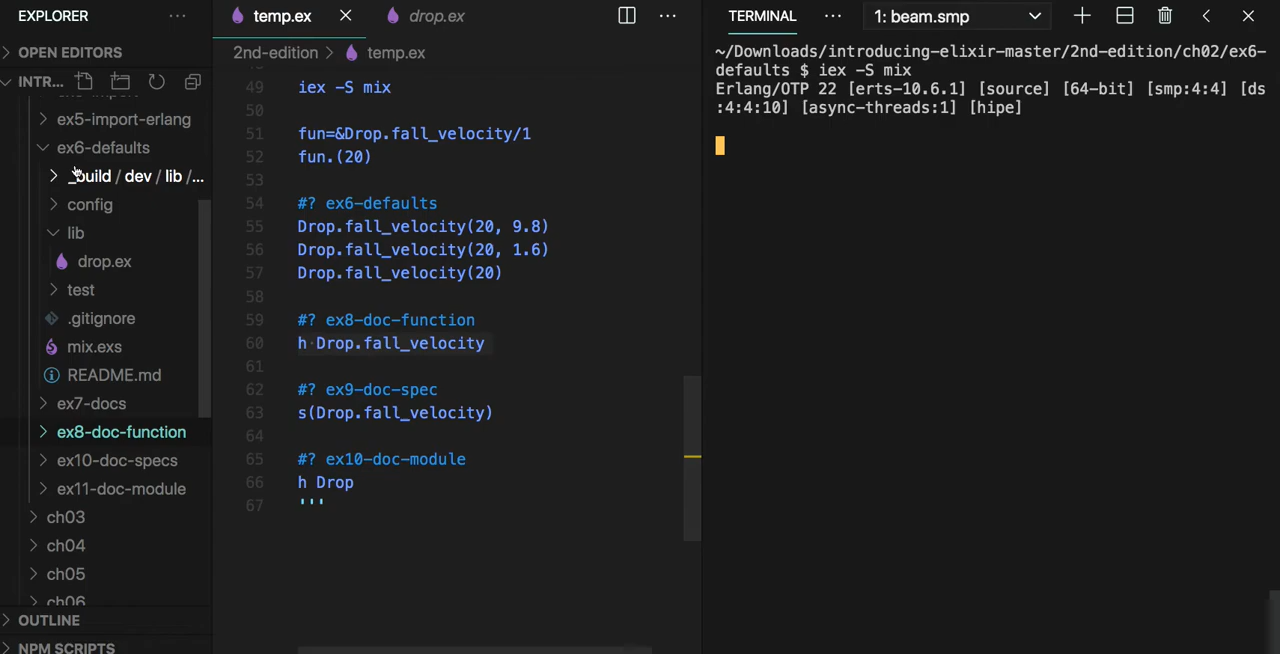 EXPLORER ···
OPEN EDITORS
INTR...
ex5-import-erlang
ex6-defaults
_build / dev / lib /...
config
lib
drop.ex
test
.gitignore
mix.exs
README.md
ex7-docs
ex8-doc-function
ex10-doc-specs
ex11-doc-module
ch03
ch04
ch05
ch06
OUTLINE
NPM SCRIPTS
temp.ex
drop.ex
2nd-edition > temp.ex
49 iex -S mix
50
51 fun=&Drop.fall_velocity/1
52 fun.(20)
53
54 #? ex6-defaults
55 Drop.fall_velocity(20, 9.8)
56 Drop.fall_velocity(20, 1.6)
57 Drop.fall_velocity(20)
58
59 #? ex8-doc-function
60 h·Drop.fall_velocity
61
62 #? ex9-doc-spec
63 s(Drop.fall_velocity)
64
65 #? ex10-doc-module
66 h Drop
67 '''
TERMINAL ··· 1: beam.smp
~/Downloads/introducing-elixir-master/2nd-edition/ch02/ex6-
defaults $ iex -S mix
Erlang/OTP 22 [erts-10.6.1] [source] [64-bit] [smp:4:4] [ds
:4:4:10] [async-threads:1] [hipe]